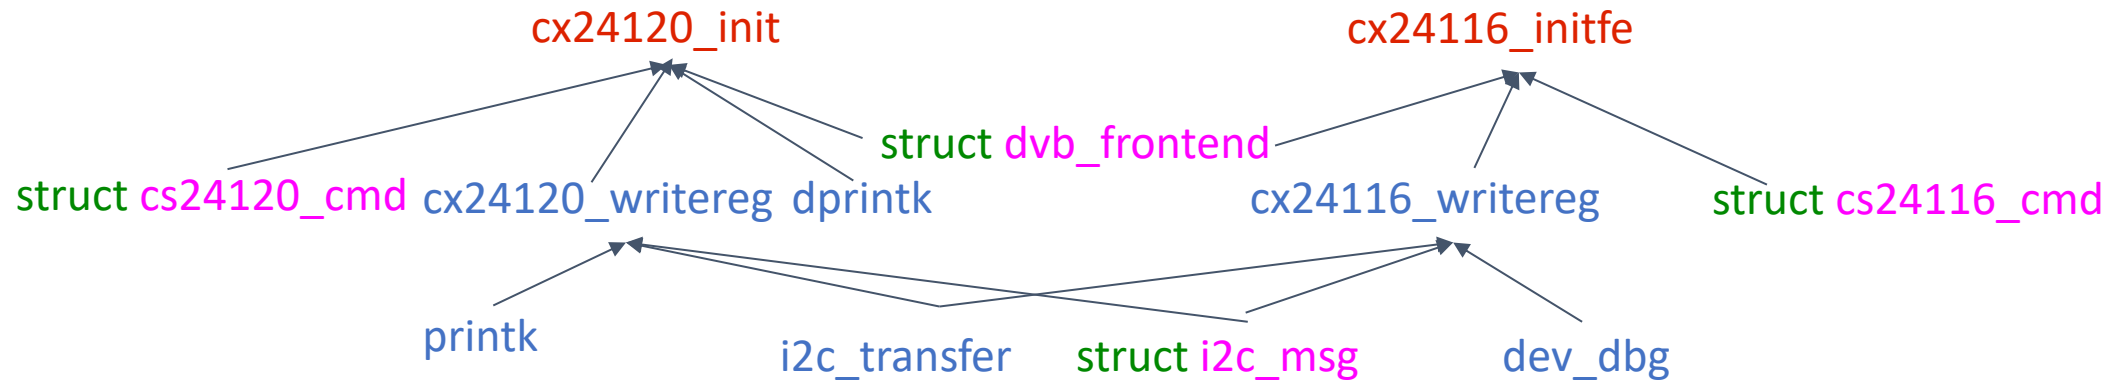 cx24120_init
cx24116_initfe
struct dvb_frontend
struct cs24120_cmd
cx24120_writereg
dprintk
cx24116_writereg
struct cs24116_cmd
printk
i2c_transfer
struct i2c_msg
dev_dbg